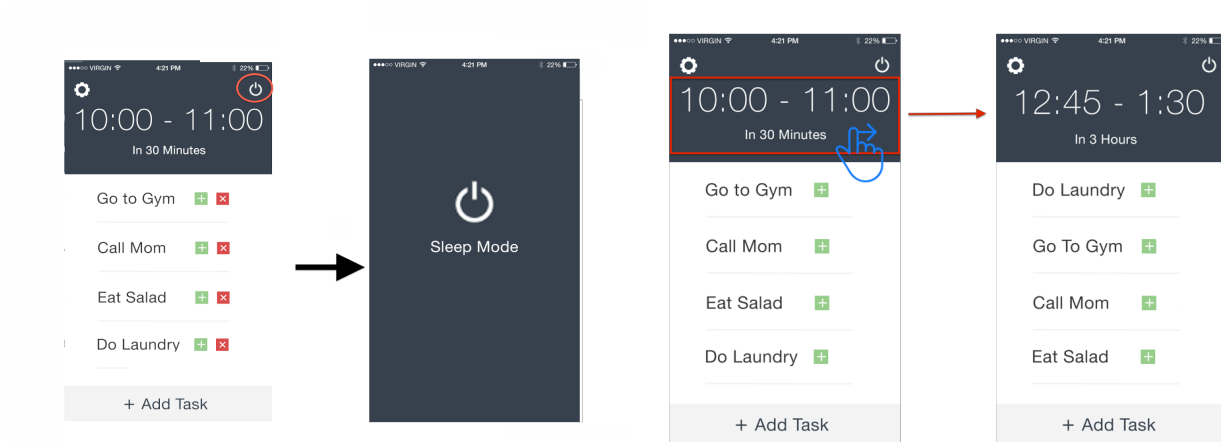 VIRGIN 4:21 PM 22%
10:00 - 11:00
In 30 Minutes
Go to Gym
Call Mom
Eat Salad
Do Laundry
+ Add Task
VIRGIN 4:21 PM 22%
Sleep Mode
VIRGIN 4:21 PM 22%
10:00 - 11:00
In 30 Minutes
Go to Gym
Call Mom
Eat Salad
Do Laundry
+ Add Task
VIRGIN 4:21 PM 22%
12:45 - 1:30
In 3 Hours
Do Laundry
Go To Gym
Call Mom
Eat Salad
+ Add Task